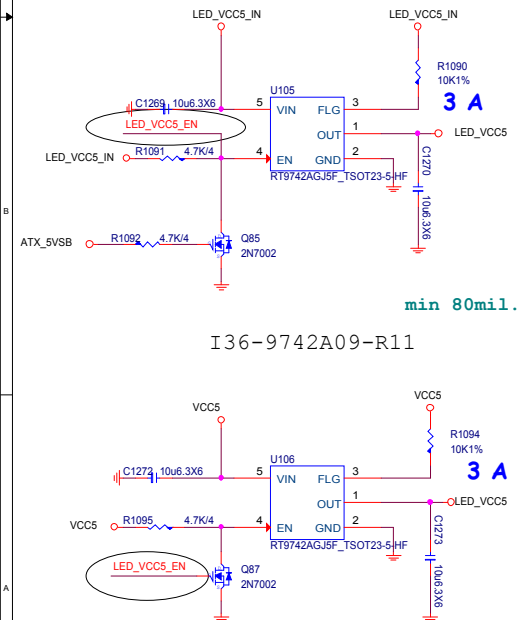 LED_VCC5_IN
LED_VCC5_IN
R1090
10K1%
3 A
C1269 10u6.3X6
U105
5 VIN FLG 3
LED_VCC5_EN
OUT 1
LED_VCC5
LED_VCC5_IN R1091 4.7K/4
4 EN GND 2
RT9742AGJ5F_TSOT23-5-HF
C1270
10u6.3X6
B
ATX_5VSB R1092 4.7K/4
Q85
2N7002
min 80mil.
I36-9742A09-R11
VCC5
VCC5
R1094
10K1%
3 A
C1272 10u6.3X6
U106
5 VIN FLG 3
OUT 1
LED_VCC5
VCC5 R1095 4.7K/4
4 EN GND 2
RT9742AGJ5F_TSOT23-5-HF
C1273
10u6.3X6
LED_VCC5_EN
Q87
2N7002
A